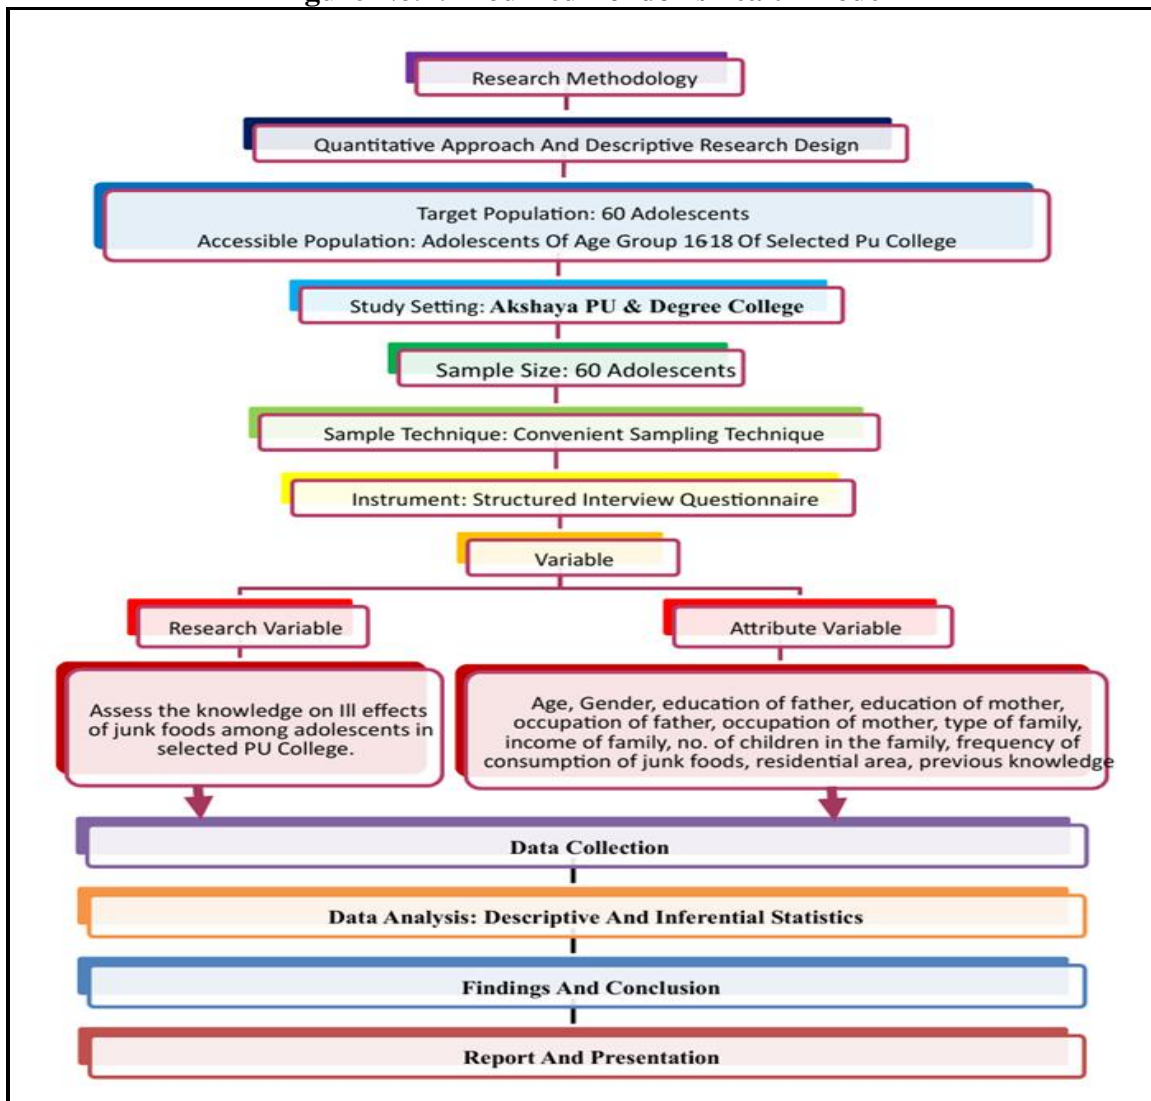 Research Methodology
Quantitative Approach And Descriptive Research Design
Target Population: 60 Adolescents
Accessible Population: Adolescents Of Age Group 1618 Of Selected Pu College
Study Setting: Akshaya PU & Degree College
Sample Size: 60 Adolescents
Sample Technique: Convenient Sampling Technique
Instrument: Structured Interview Questionnaire
Variable
Research Variable
Attribute Variable
Assess the knowledge on Ill effects
of junk foods among adolescents in
selected PU College.
Age, Gender, education of father, education of mother,
occupation of father, occupation of mother, type of family,
income of family, no. of children in the family, frequency of
consumption of junk foods, residential area, previous knowledge
Data Collection
Data Analysis: Descriptive And Inferential Statistics
Findings And Conclusion
Report And Presentation